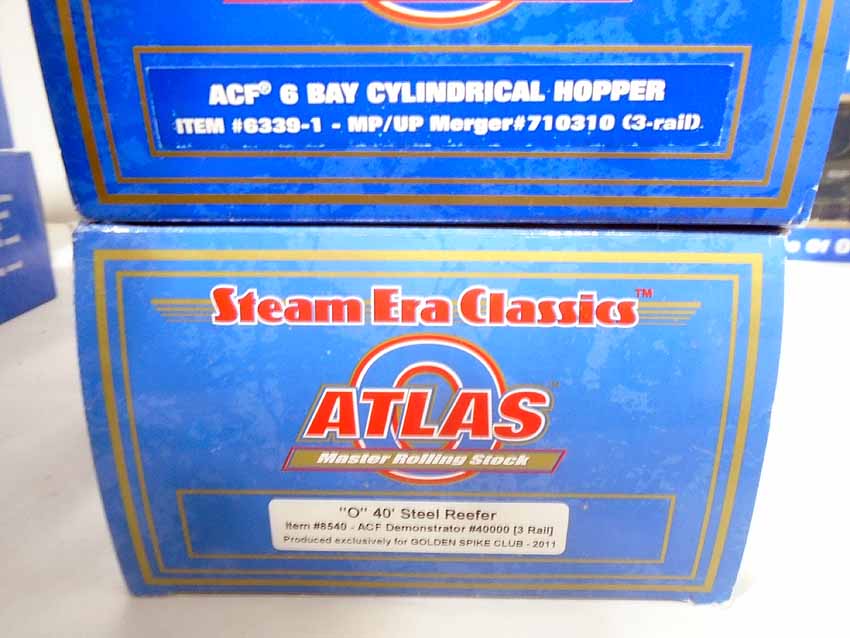 ACF® 6 BAY CYLINDRICAL HOPPER
ITEM #6339-1 - MP/UP Merger#710310 (3-rail)
Steam Era Classics™
ATLAS
Master Rolling Stock
"O" 40' Steel Reefer
Item #8540 - ACF Demonstrator #40000 [3 Rail]
Produced exclusively for GOLDEN SPIKE CLUB - 2011